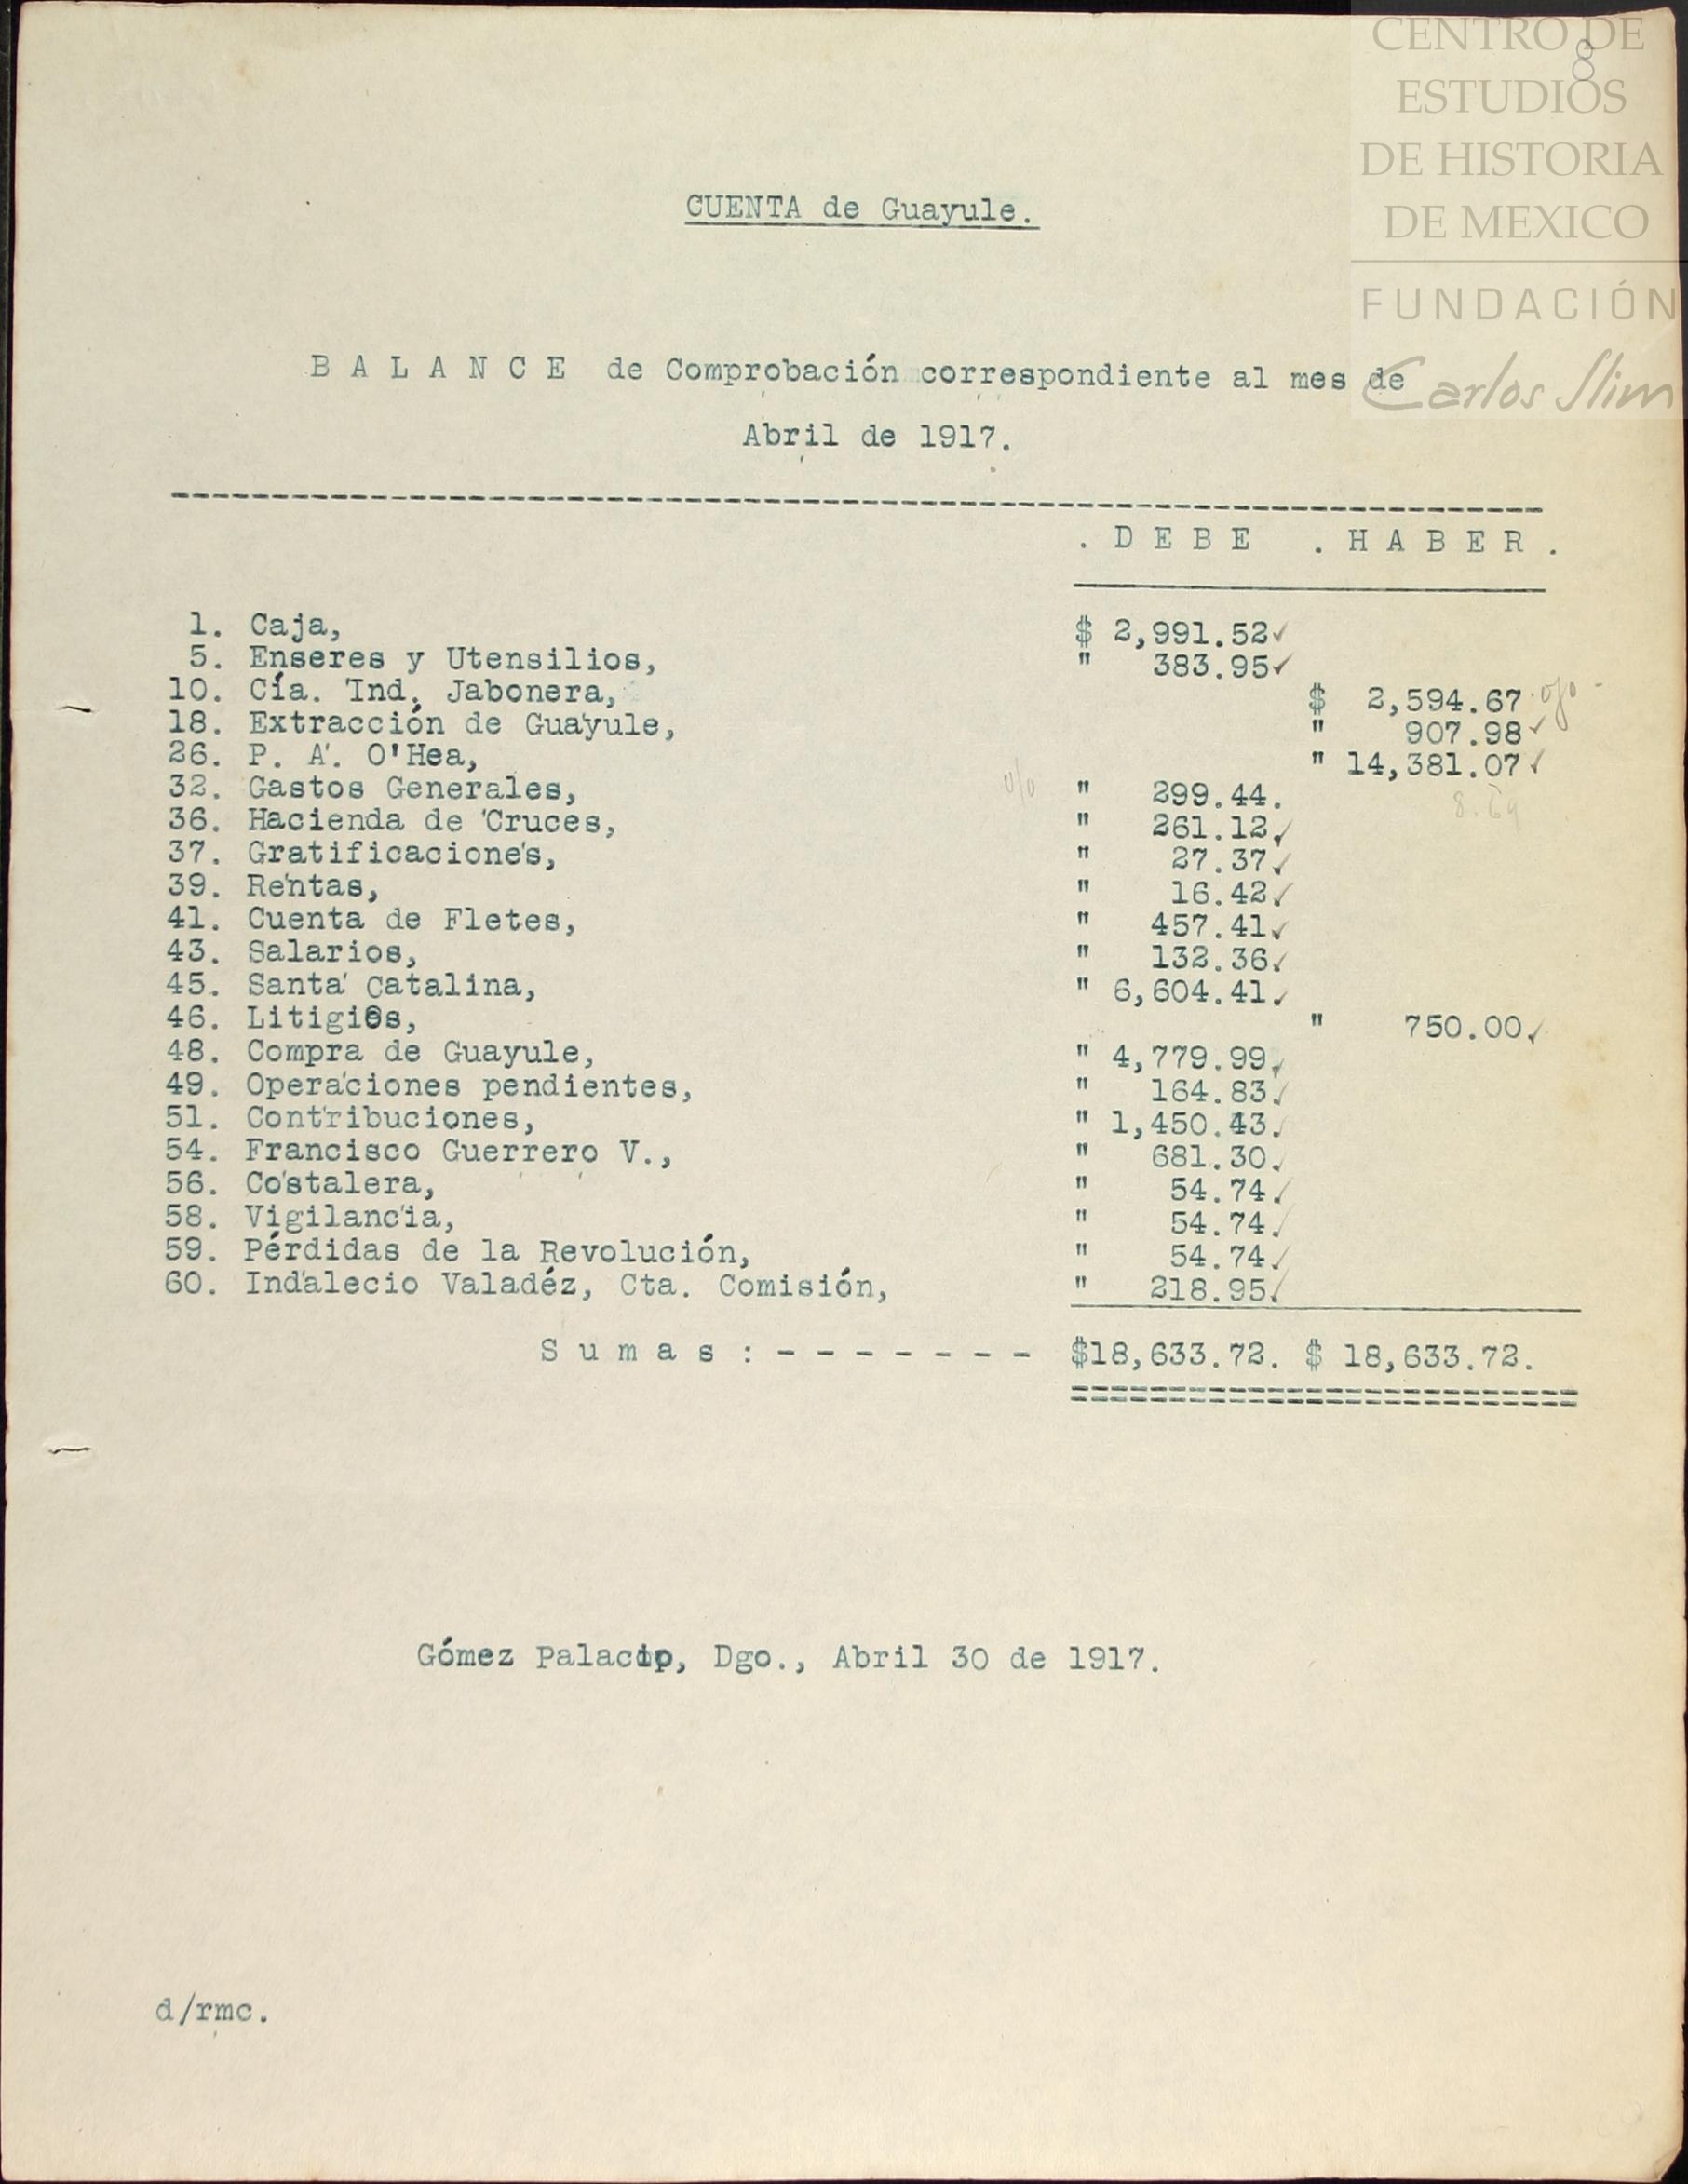 CENTRO DE
ESTUDIOS
DE HISTORIA
DE MEXICO
FUNDACIÓN
Carlos Slim
8
CUENTA de Guayule.
B A L A N C E de Comprobación correspondiente al mes de
Abril de 1917.
. D E B E . H A B E R .
1. Caja, $ 2,991.52✓
5. Enseres y Utensilios, " 383.95✓
10. Cía. Ind. Jabonera, $ 2,594.67
18. Extracción de Guayule, " 907.98✓
26. P. A. O'Hea, " 14,381.07✓
32. Gastos Generales, " 299.44.
36. Hacienda de Cruces, " 261.12.✓
37. Gratificaciones, " 27.37.✓
39. Rentas, " 16.42.✓
41. Cuenta de Fletes, " 457.41.✓
43. Salarios, " 132.36.✓
45. Santa Catalina, " 6,604.41.✓
46. Litigios, " 750.00.✓
48. Compra de Guayule, " 4,779.99.✓
49. Operaciones pendientes, " 164.83.✓
51. Contribuciones, " 1,450.43.✓
54. Francisco Guerrero V., " 681.30.✓
56. Costalera, " 54.74.✓
58. Vigilancia, " 54.74.✓
59. Pérdidas de la Revolución, " 54.74.✓
60. Indalecio Valadéz, Cta. Comisión, " 218.95.✓
S u m a s : - - - - - - - $18,633.72. $ 18,633.72.
Gómez Palacio, Dgo., Abril 30 de 1917.
d/rmc.